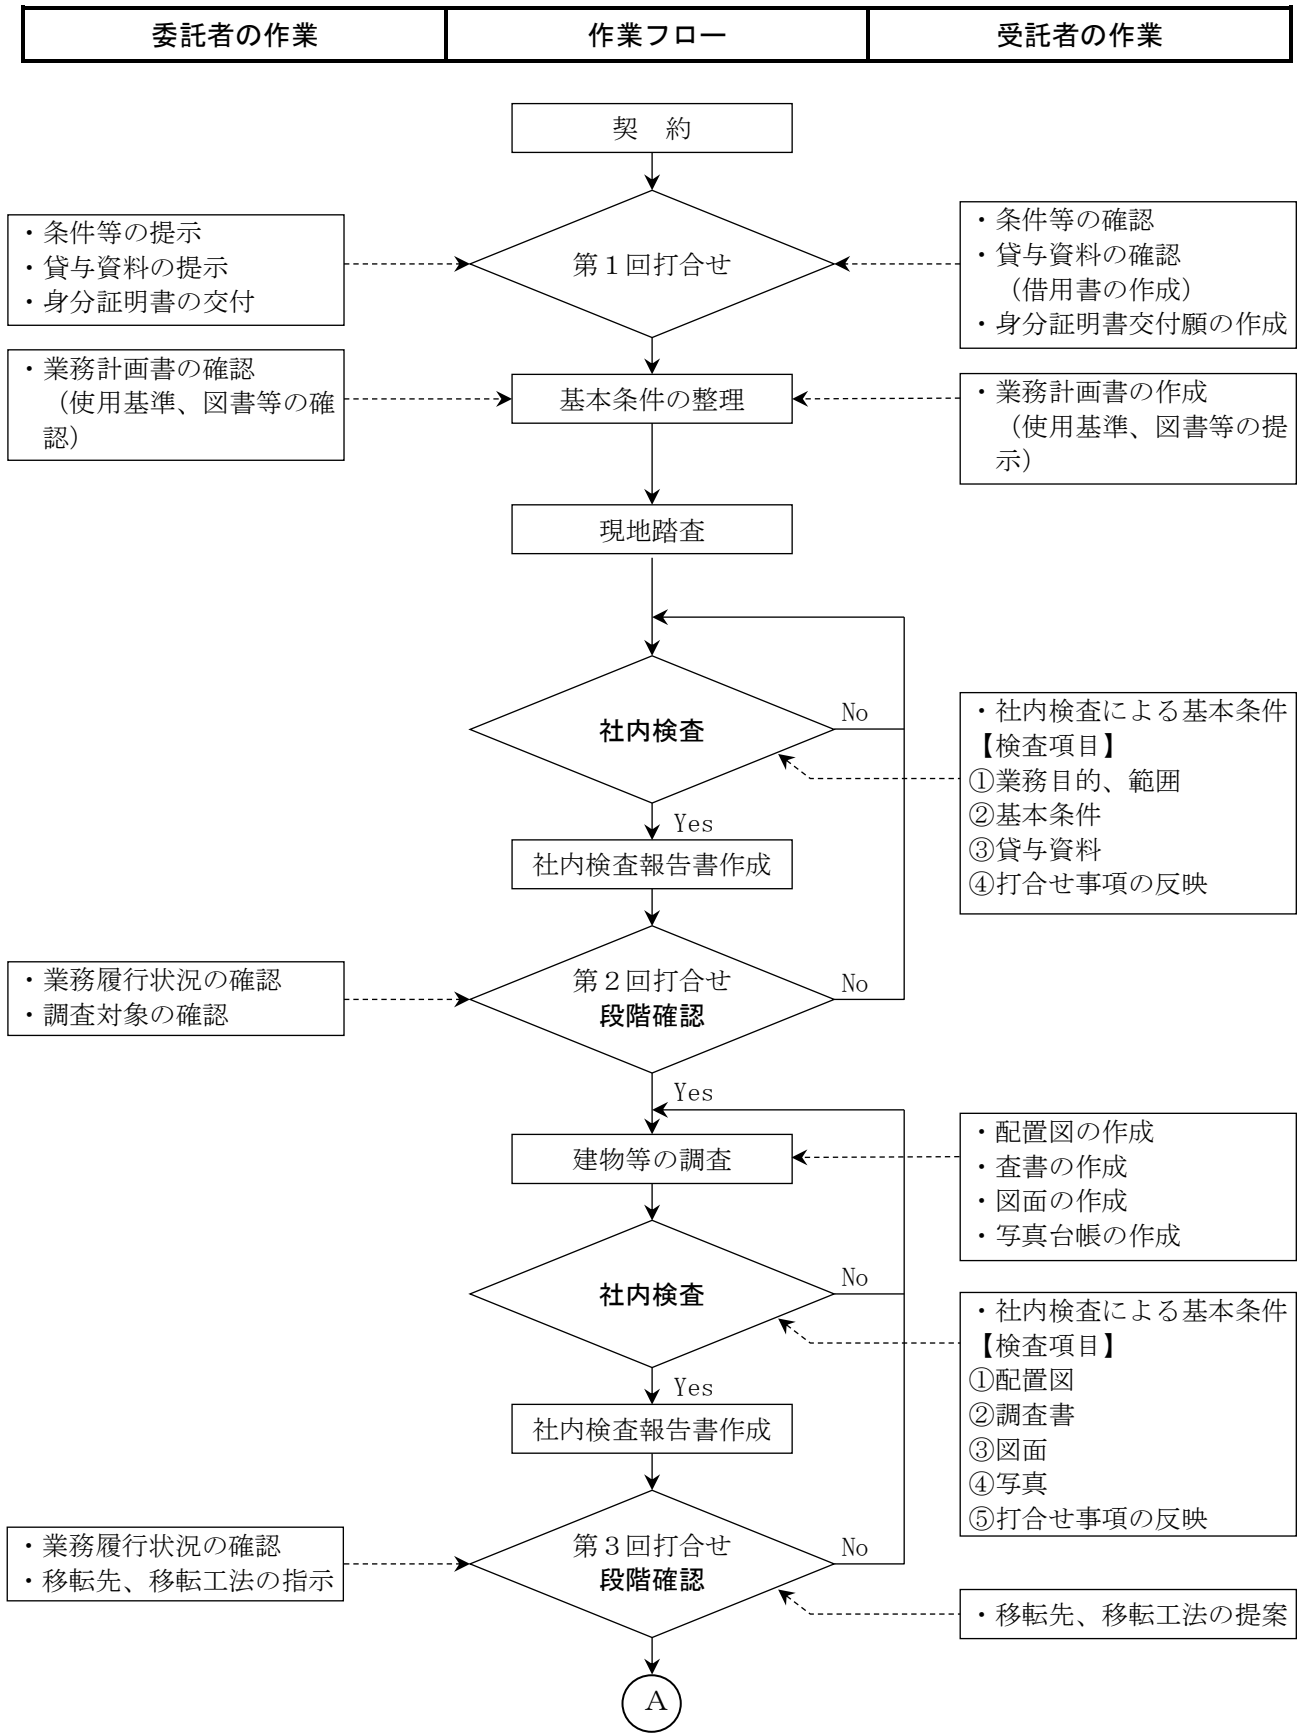 委託者の作業
作業フロー
受託者の作業
契　約
・条件等の提示
・貸与資料の提示
・身分証明書の交付
第１回打合せ
・条件等の確認
・貸与資料の確認
（借用書の作成）
・身分証明書交付願の作成
・業務計画書の確認
（使用基準、図書等の確
認）
基本条件の整理
・業務計画書の作成
（使用基準、図書等の提
示）
現地踏査
社内検査
No
・社内検査による基本条件
【検査項目】
①業務目的、範囲
②基本条件
③貸与資料
④打合せ事項の反映
Yes
社内検査報告書作成
・業務履行状況の確認
・調査対象の確認
第２回打合せ
段階確認
No
Yes
建物等の調査
・配置図の作成
・査書の作成
・図面の作成
・写真台帳の作成
社内検査
No
・社内検査による基本条件
【検査項目】
①配置図
②調査書
③図面
④写真
⑤打合せ事項の反映
Yes
社内検査報告書作成
・業務履行状況の確認
・移転先、移転工法の指示
第３回打合せ
段階確認
No
・移転先、移転工法の提案
A